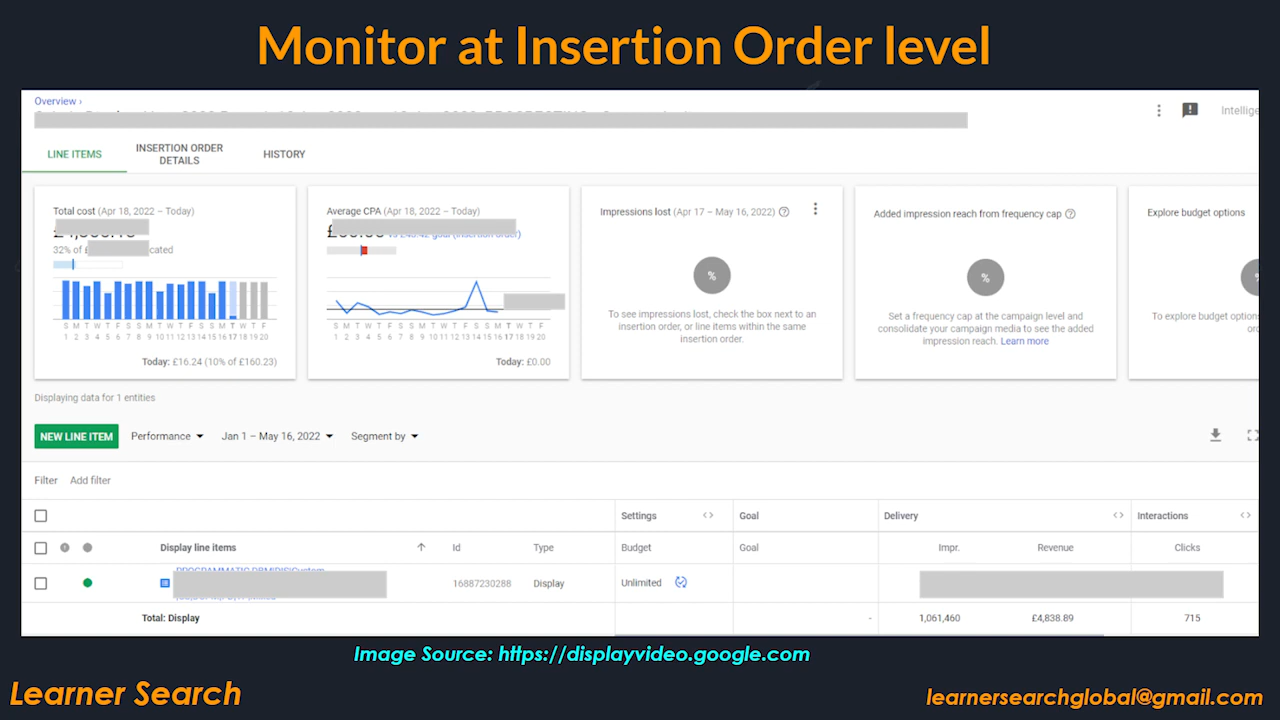 Monitor at Insertion Order level
Overview ›
Intellige
LINE ITEMS
INSERTION ORDER
DETAILS
HISTORY
Total cost (Apr 18, 2022 – Today)
32% of £
cated
S M T W T F S S M T W T F S S M T W T F
1 2 3 4 5 6 7 8 9 10 11 12 13 14 15 16 17 18 19 20
Today: £16.24 (10% of £160.23)
Average CPA (Apr 18, 2022 – Today)
goal (insertion order)
S M T W T F S S M T W T F S S M T W T F
1 2 3 4 5 6 7 8 9 10 11 12 13 14 15 16 17 18 19 20
Today: £0.00
Impressions lost (Apr 17 – May 16, 2022)
%
To see impressions lost, check the box next to an
insertion order, or line items within the same
insertion order.
Added impression reach from frequency cap
%
Set a frequency cap at the campaign level and
consolidate your campaign media to see the added
impression reach. Learn more
Explore budget options
To explore budget options
Displaying data for 1 entities
NEW LINE ITEM Performance Jan 1 – May 16, 2022 Segment by
Filter Add filter
Settings <> Goal Delivery <> Interactions <>
Display line items Id Type Budget Goal Impr. Revenue Clicks
16887230288 Display Unlimited
Total: Display - 1,061,460 £4,838.89 715
Image Source: https://displayvideo.google.com
Learner Search
learnersearchglobal@gmail.com